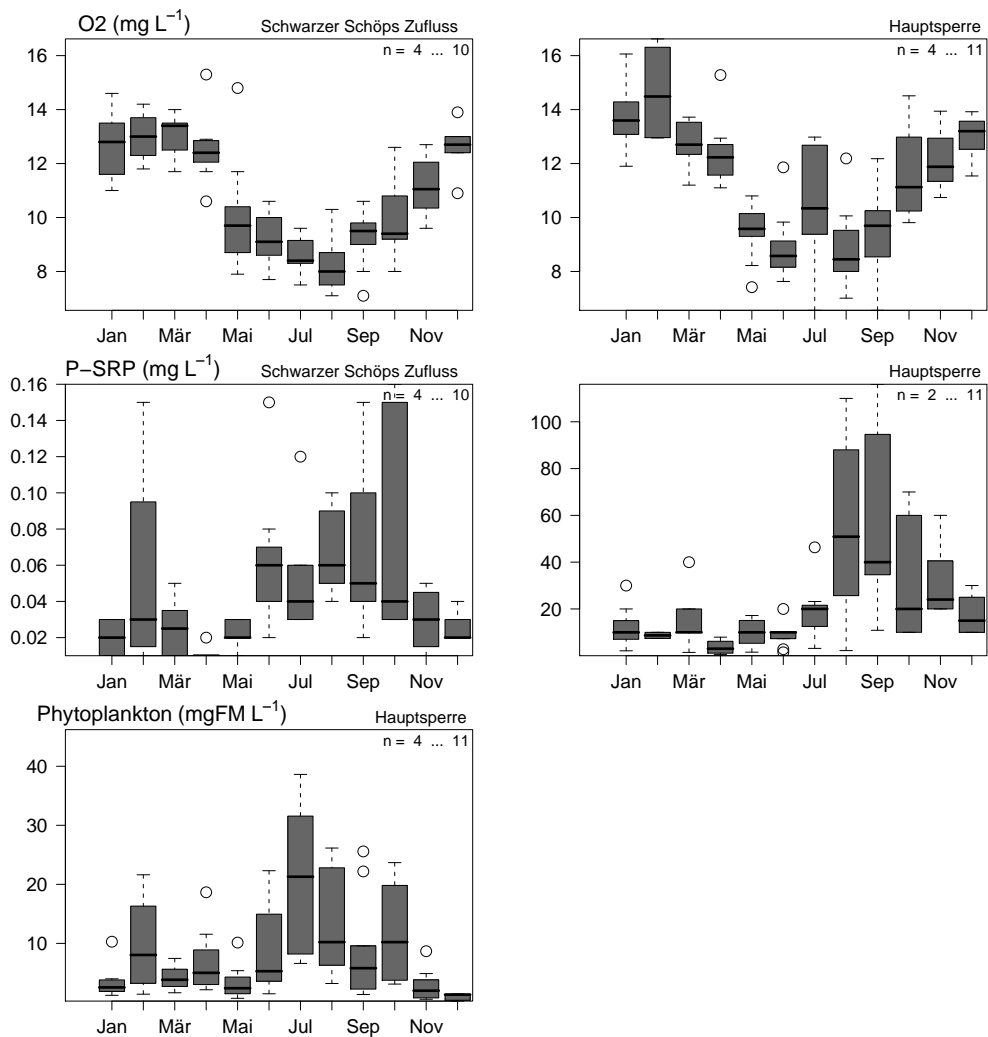 O2 (mg L−1) Schwarzer Schöps Zufluss
n = 4 ... 10
16
14
12
10
8
Jan Mär Mai Jul Sep Nov
Hauptsperre
n = 4 ... 11
16
14
12
10
8
Jan Mär Mai Jul Sep Nov
P−SRP (mg L−1) Schwarzer Schöps Zufluss
n = 4 ... 10
0.16
0.14
0.12
0.10
0.08
0.06
0.04
0.02
Jan Mär Mai Jul Sep Nov
Hauptsperre
n = 2 ... 11
100
80
60
40
20
Jan Mär Mai Jul Sep Nov
Phytoplankton (mgFM L−1) Hauptsperre
n = 4 ... 11
40
30
20
10
Jan Mär Mai Jul Sep Nov